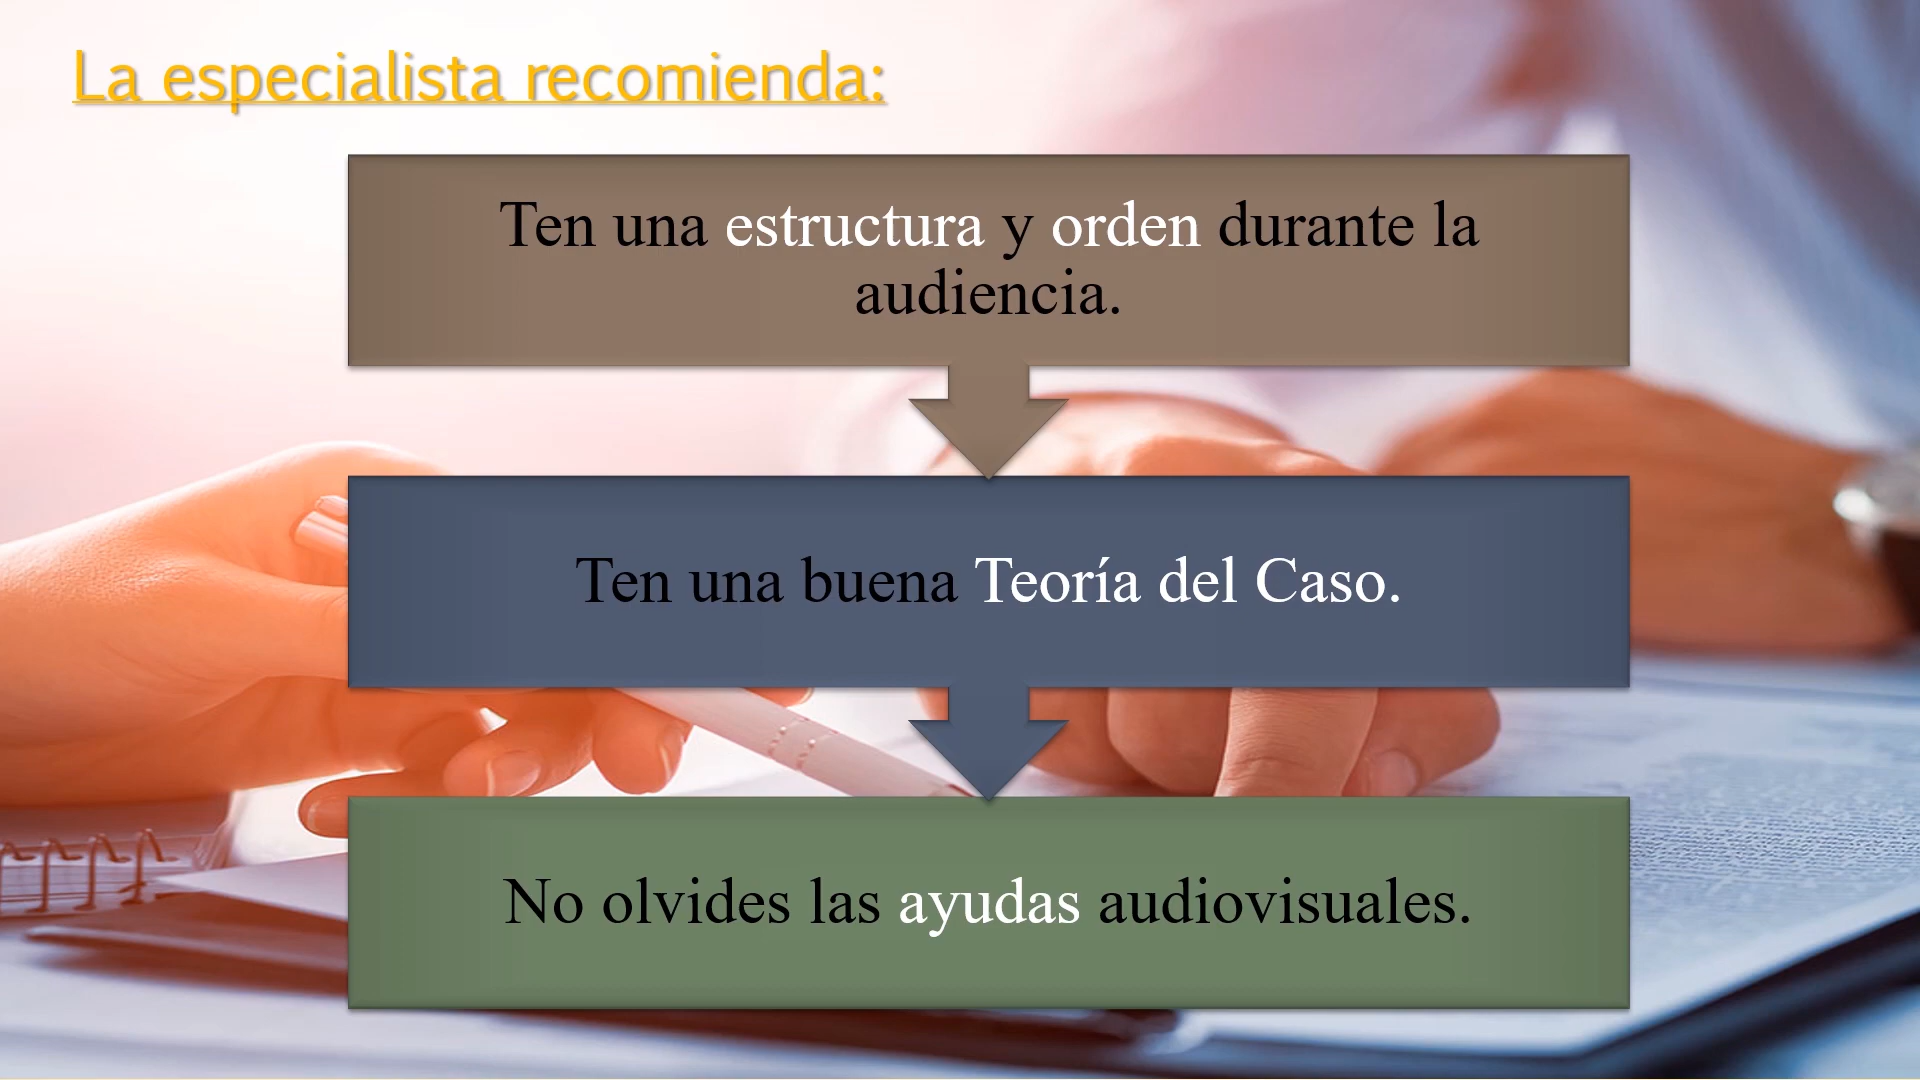 La especialista recomienda:
Ten una estructura y orden durante la
audiencia.
Ten una buena Teoría del Caso.
No olvides las ayudas audiovisuales.